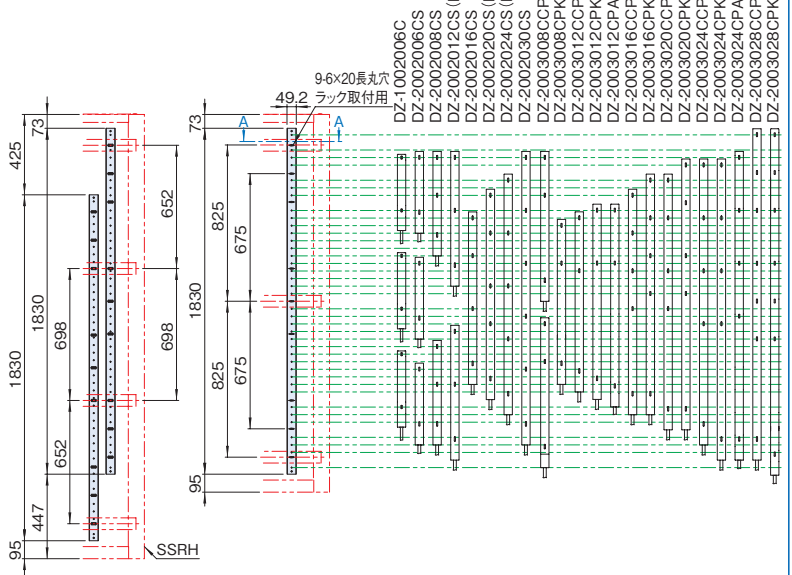 DZ-1002006C
DZ-2002006CS
DZ-2002008CS
DZ-2002012CS
DZ-2002016CS
DZ-2002020CS
DZ-2002024CS
DZ-2002030CS
DZ-2003008CCP
DZ-2003008CPK
DZ-2003012CCP
DZ-2003012CPK
DZ-2003012CPA
DZ-2003016CCP
DZ-2003016CPK
DZ-2003020CCP
DZ-2003020CPK
DZ-2003024CCP
DZ-2003024CPK
DZ-2003024CPA
DZ-2003028CCP
DZ-2003028CPK
9-6×20長丸穴
ラック取付用
49.2
A
A
73
425
1830
1830
652
698
698
652
447
95
SSRH
73
825
675
1830
825
675
95